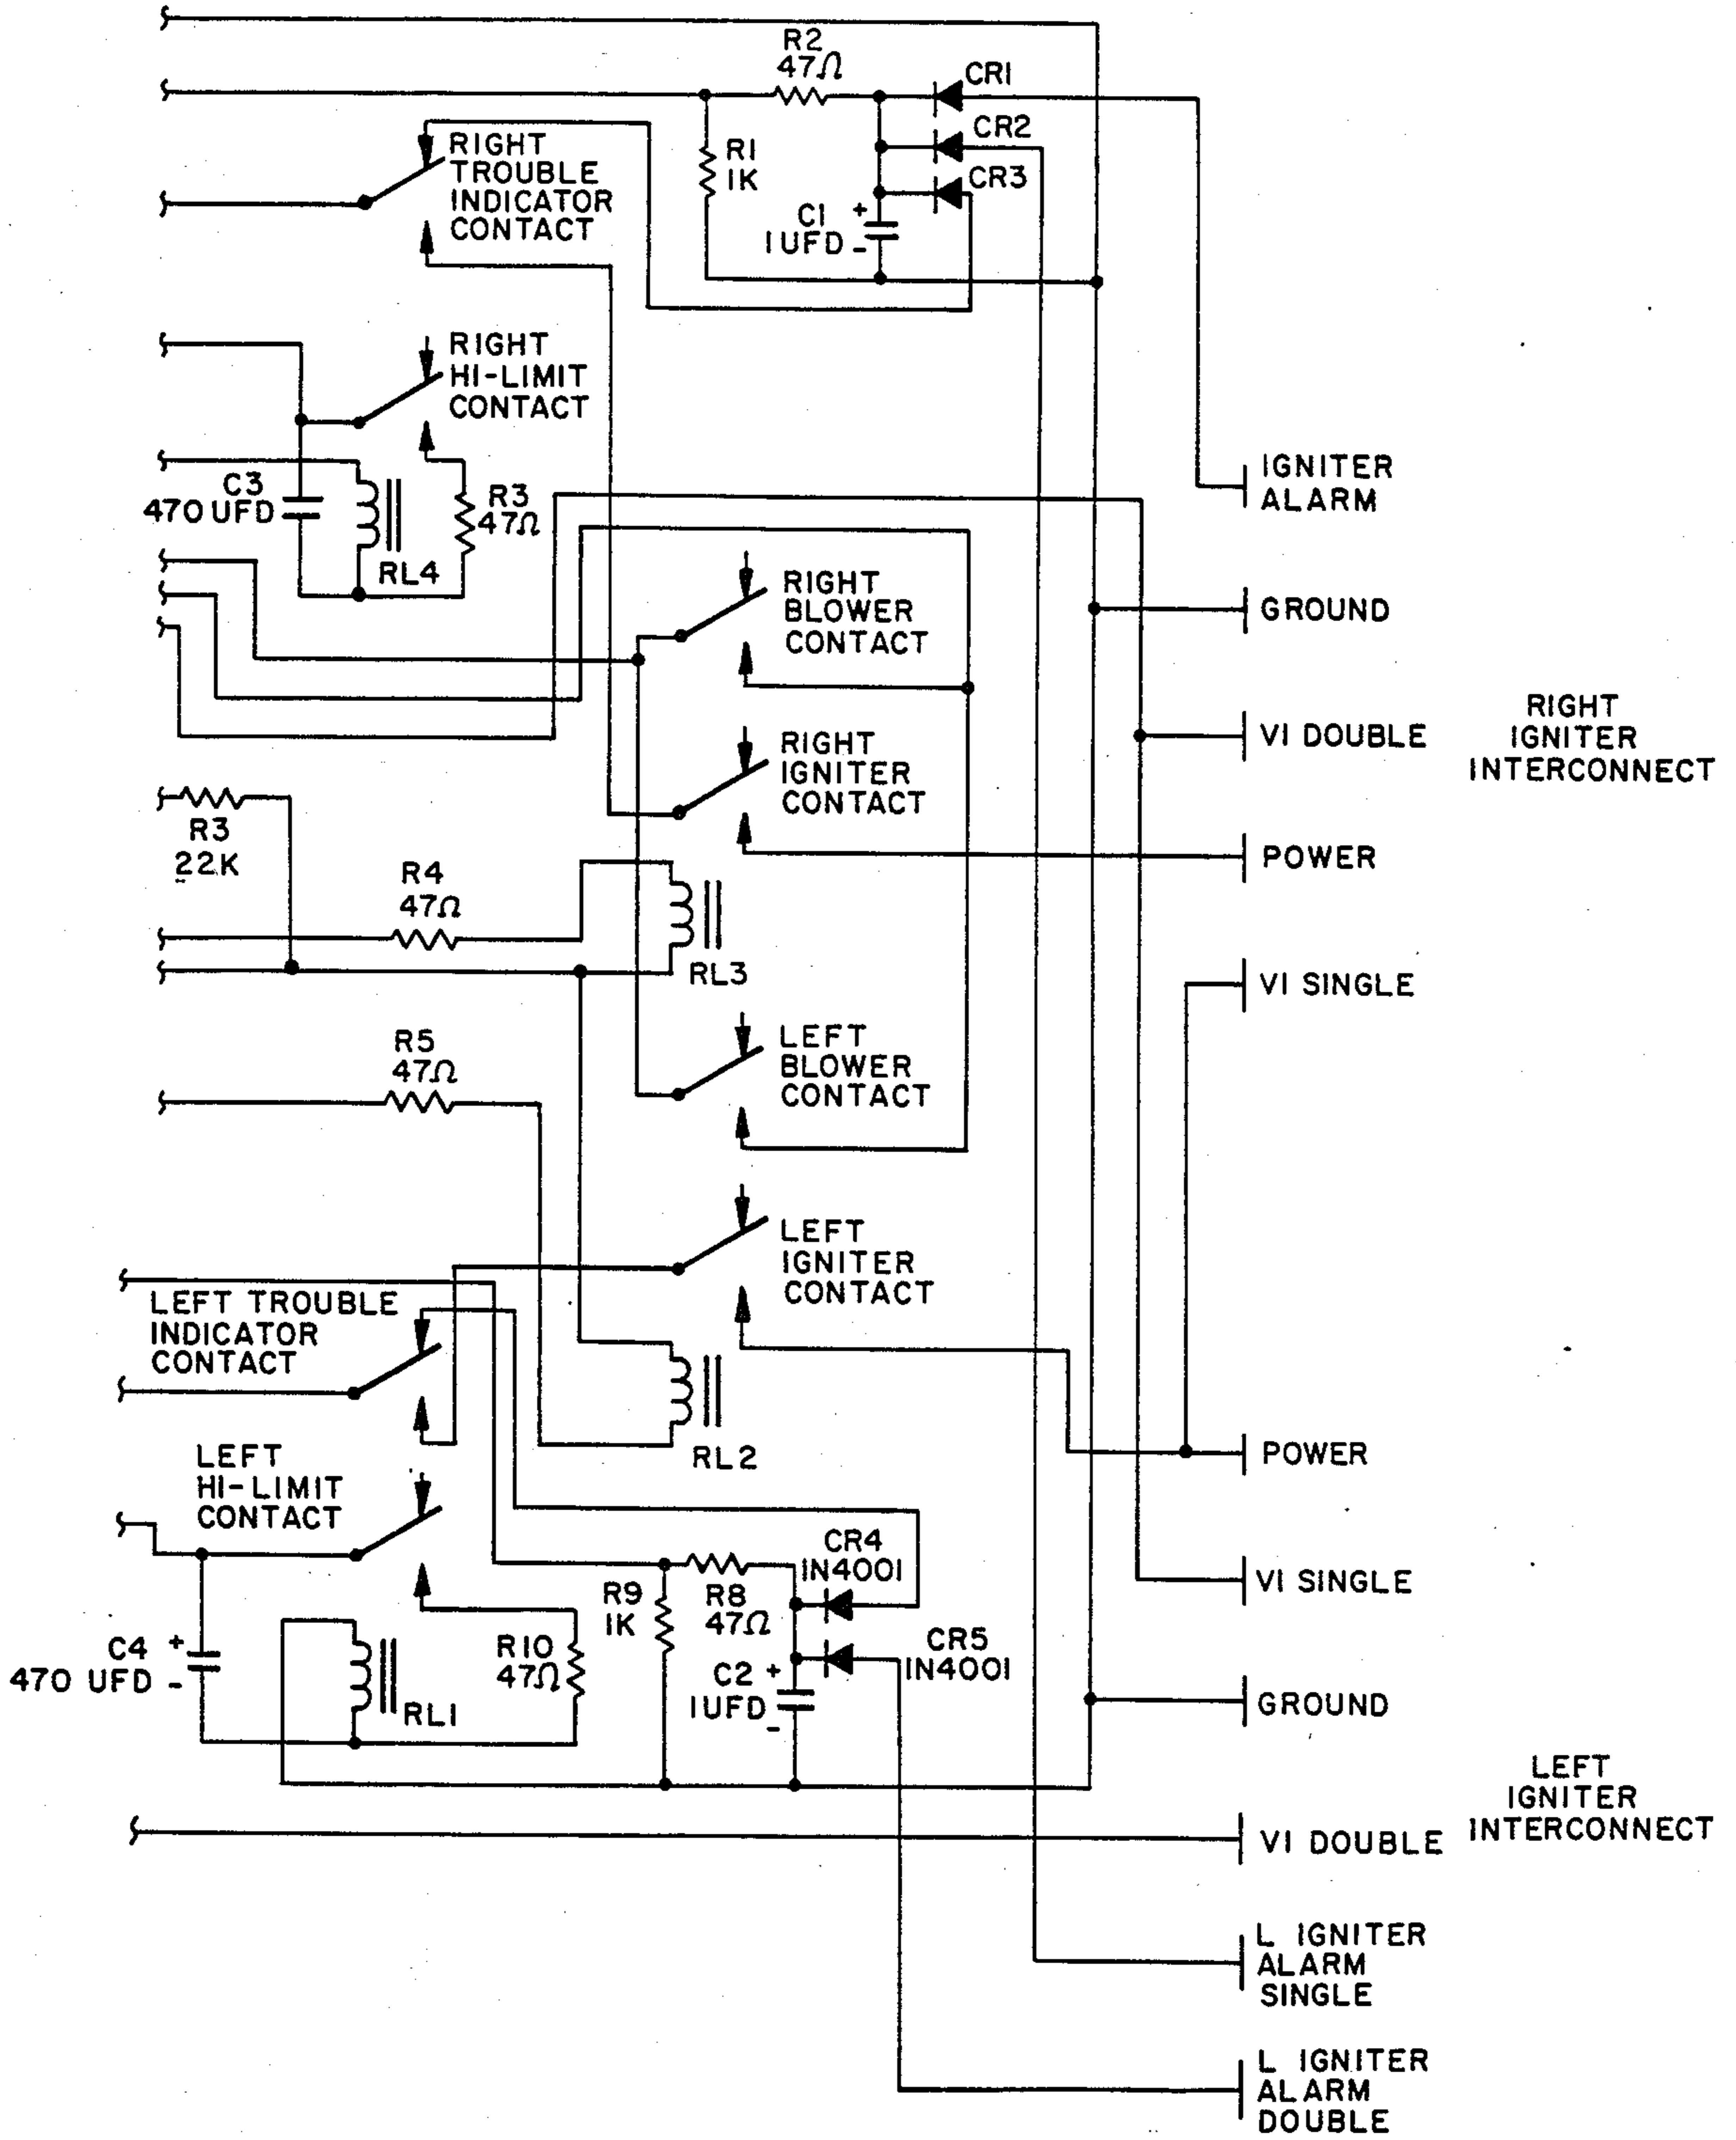 R2
47Ω
CR1
CR2
CR3
RIGHT
TROUBLE
INDICATOR
CONTACT
R1
1K
C1
1UFD
+
-
RIGHT
HI-LIMIT
CONTACT
C3
470 UFD
RL4
R3
47Ω
IGNITER
ALARM
RIGHT
BLOWER
CONTACT
GROUND
RIGHT
IGNITER
CONTACT
VI DOUBLE
RIGHT
IGNITER
INTERCONNECT
R3
22K
R4
47Ω
POWER
RL3
VI SINGLE
R5
47Ω
LEFT
BLOWER
CONTACT
LEFT
IGNITER
CONTACT
LEFT TROUBLE
INDICATOR
CONTACT
RL2
POWER
LEFT
HI-LIMIT
CONTACT
CR4
1N4001
VI SINGLE
R9
1K
R8
47Ω
CR5
1N4001
C4
470 UFD
+
-
RL1
R10
47Ω
C2
1UFD
+
-
GROUND
LEFT
IGNITER
INTERCONNECT
VI DOUBLE
L IGNITER
ALARM
SINGLE
L IGNITER
ALARM
DOUBLE